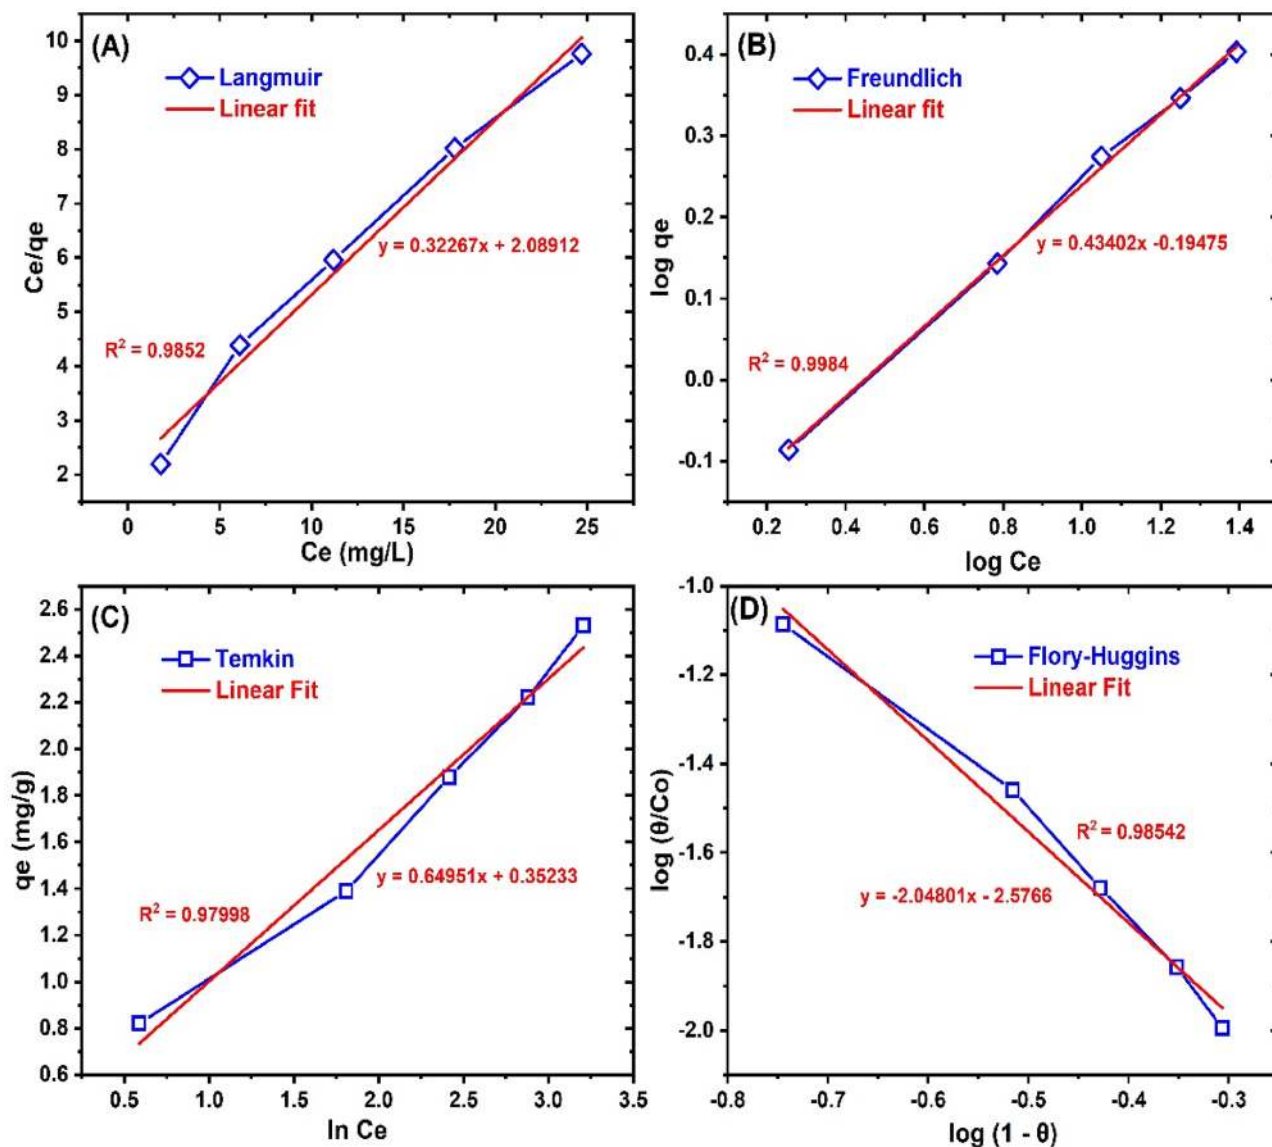 (A)
Langmuir
Linear fit
y = 0.32267x + 2.08912
R² = 0.9852
10
9
8
7
6
5
4
3
2
Ce/qe
0 5 10 15 20 25
Ce (mg/L)
(B)
Freundlich
Linear fit
y = 0.43402x -0.19475
R² = 0.9984
0.4
0.3
0.2
0.1
0.0
-0.1
log qe
0.2 0.4 0.6 0.8 1.0 1.2 1.4
log Ce
(C)
Temkin
Linear Fit
y = 0.64951x + 0.35233
R² = 0.97998
2.6
2.4
2.2
2.0
1.8
1.6
1.4
1.2
1.0
0.8
0.6
qe (mg/g)
0.5 1.0 1.5 2.0 2.5 3.0 3.5
ln Ce
(D)
Flory-Huggins
Linear Fit
R² = 0.98542
y = -2.04801x - 2.5766
-1.0
-1.2
-1.4
-1.6
-1.8
-2.0
log (θ/Co)
-0.8 -0.7 -0.6 -0.5 -0.4 -0.3
log (1 - θ)